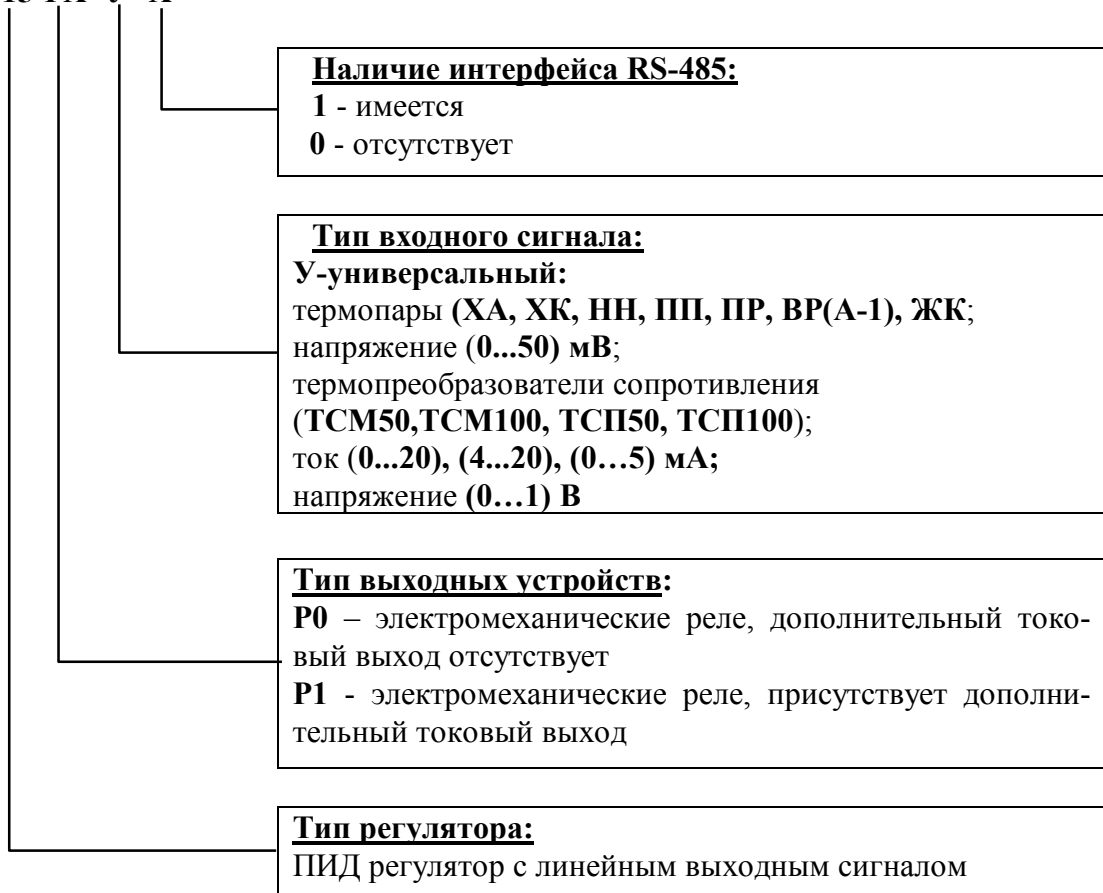 Наличие интерфейса RS-485:
1 - имеется
0 - отсутствует
Тип входного сигнала:
У-универсальный:
термопары (ХА, ХК, НН, ПП, ПР, ВР(А-1), ЖК;
напряжение (0...50) мВ;
термопреобразователи сопротивления
(ТСМ50,ТСМ100, ТСП50, ТСП100);
ток (0...20), (4...20), (0…5) мА;
напряжение (0…1) В
Тип выходных устройств:
Р0 – электромеханические реле, дополнительный токо-
вый выход отсутствует
Р1 - электромеханические реле, присутствует дополни-
тельный токовый выход
Тип регулятора:
ПИД регулятор с линейным выходным сигналом